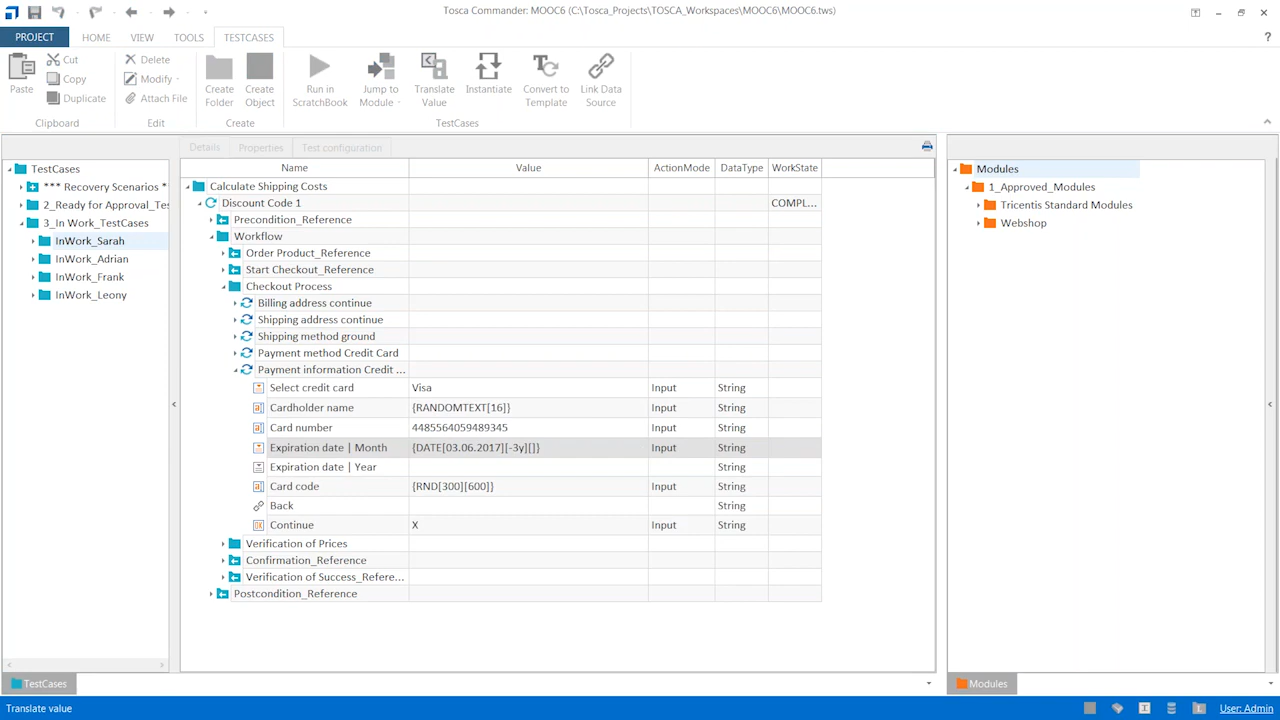 Tosca Commander: MOOC6 (C:\Tosca_Projects\TOSCA_Workspaces\MOOC6\MOOC6.tws)
PROJECT HOME VIEW TOOLS TESTCASES
?
Paste
Cut
Copy
Duplicate
Clipboard
Delete
Modify
Attach File
Edit
Create Folder
Create Object
Create
Run in ScratchBook
Jump to Module
Translate Value
Instantiate
Convert to Template
Link Data Source
TestCases
TestCases
*** Recovery Scenarios *
2_Ready for Approval_Tes
3_In Work_TestCases
InWork_Sarah
InWork_Adrian
InWork_Frank
InWork_Leony
Details Properties Test configuration
Name Value ActionMode DataType WorkState
Calculate Shipping Costs
Discount Code 1 COMPL...
Precondition_Reference
Workflow
Order Product_Reference
Start Checkout_Reference
Checkout Process
Billing address continue
Shipping address continue
Shipping method ground
Payment method Credit Card
Payment information Credit ...
Select credit card Visa Input String
Cardholder name {RANDOMTEXT[16]} Input String
Card number 4485564059489345 Input String
Expiration date | Month {DATE[03.06.2017][-3y][]} Input String
Expiration date | Year String
Card code {RND[300][600]} Input String
Back String
Continue X Input String
Verification of Prices
Confirmation_Reference
Verification of Success_Refere...
Postcondition_Reference
Modules
1_Approved_Modules
Tricentis Standard Modules
Webshop
TestCases
Modules
Translate value
User: Admin